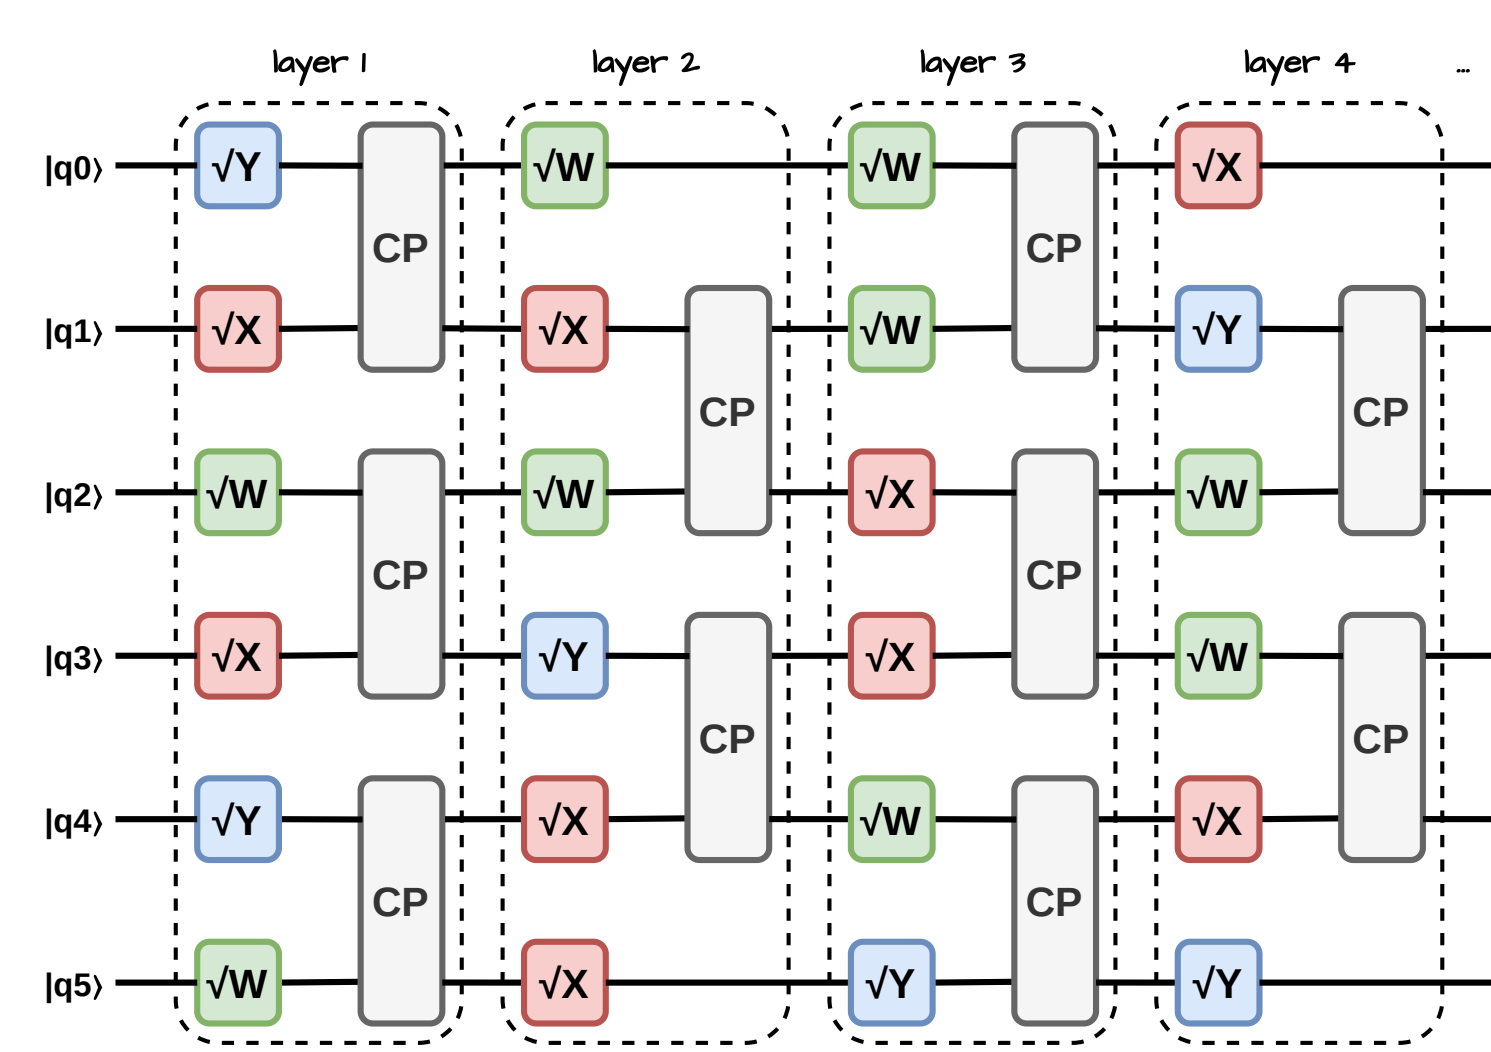 layer 1 layer 2 layer 3 layer 4 ...
|q0⟩ √Y √W √W √X
CP CP
|q1⟩ √X √X √W √Y
CP CP
|q2⟩ √W √W √X √W
CP CP
|q3⟩ √X √Y √X √W
CP CP
|q4⟩ √Y √X √W √X
CP CP
|q5⟩ √W √X √Y √Y